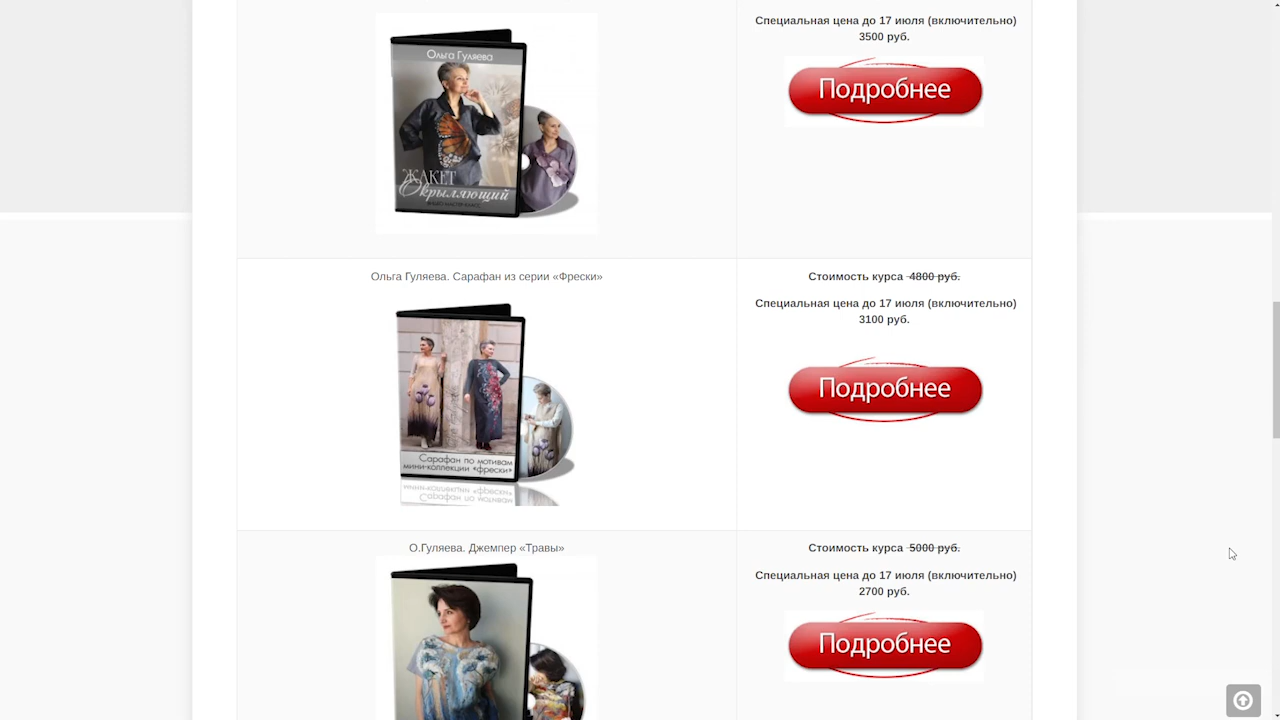 Специальная цена до 17 июля (включительно)
3500 руб.
Ольга Гуляева
ЖАКЕТ
Окрыляющий
Подробнее
Ольга Гуляева. Сарафан из серии «Фрески»
Стоимость курса 4800 руб.
Специальная цена до 17 июля (включительно)
3100 руб.
Сарафан по мотивам
мини-коллекции «фрески»
Подробнее
О.Гуляева. Джемпер «Травы»
Стоимость курса 5000 руб.
Специальная цена до 17 июля (включительно)
2700 руб.
Подробнее